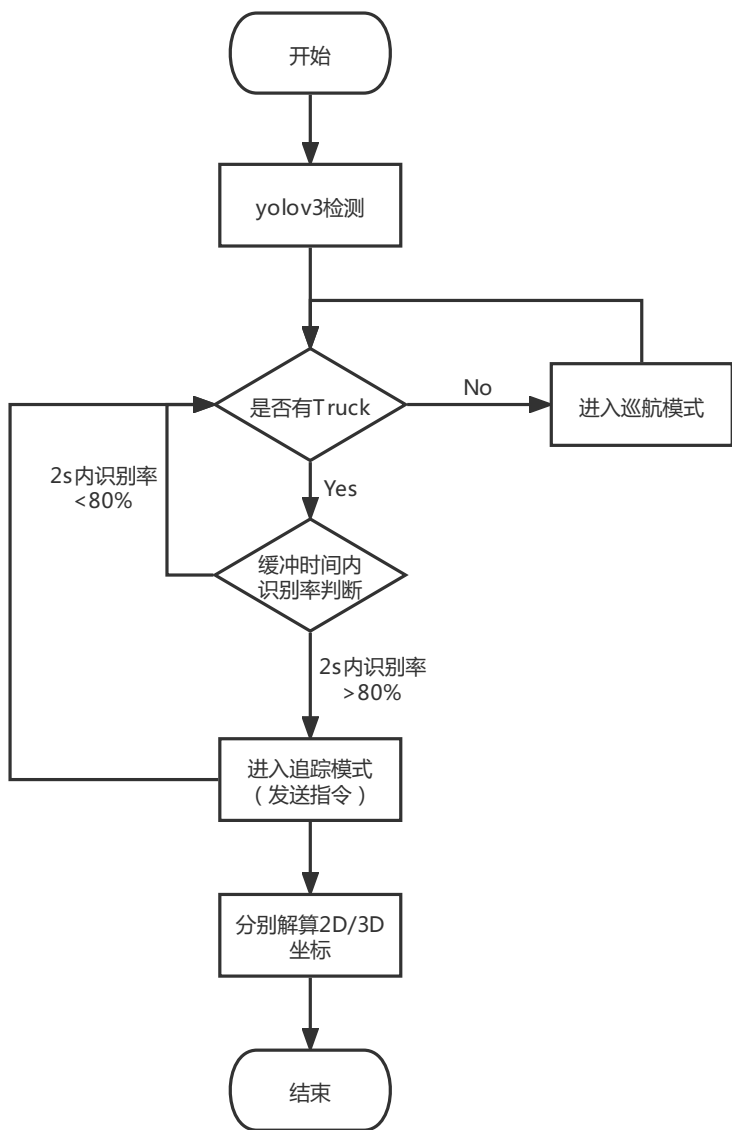 开始
yolov3检测
是否有Truck
No
进入巡航模式
2s内识别率
<80%
Yes
缓冲时间内
识别率判断
2s内识别率
>80%
进入追踪模式
（发送指令）
分别解算2D/3D
坐标
结束